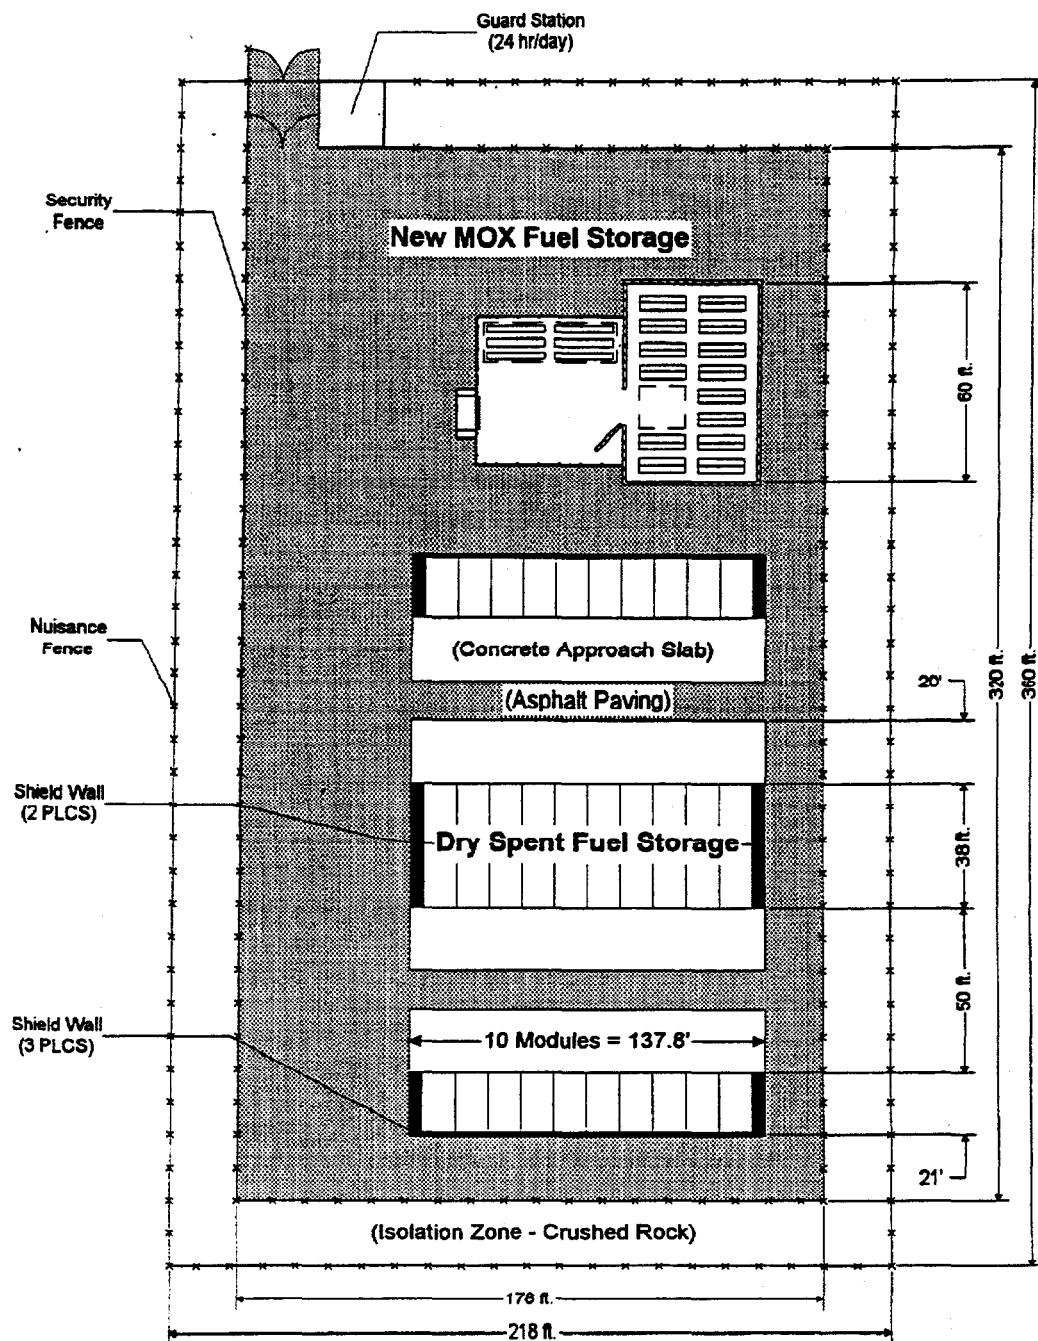 Guard Station
(24 hr/day)
Security
Fence
New MOX Fuel Storage
60 ft.
Nuisance
Fence
(Concrete Approach Slab)
(Asphalt Paving)
20'
320 ft.
360 ft.
Shield Wall
(2 PLCS)
Dry Spent Fuel Storage
38 ft.
50 ft.
Shield Wall
(3 PLCS)
10 Modules = 137.8'
21'
(Isolation Zone - Crushed Rock)
178 ft.
218 ft.